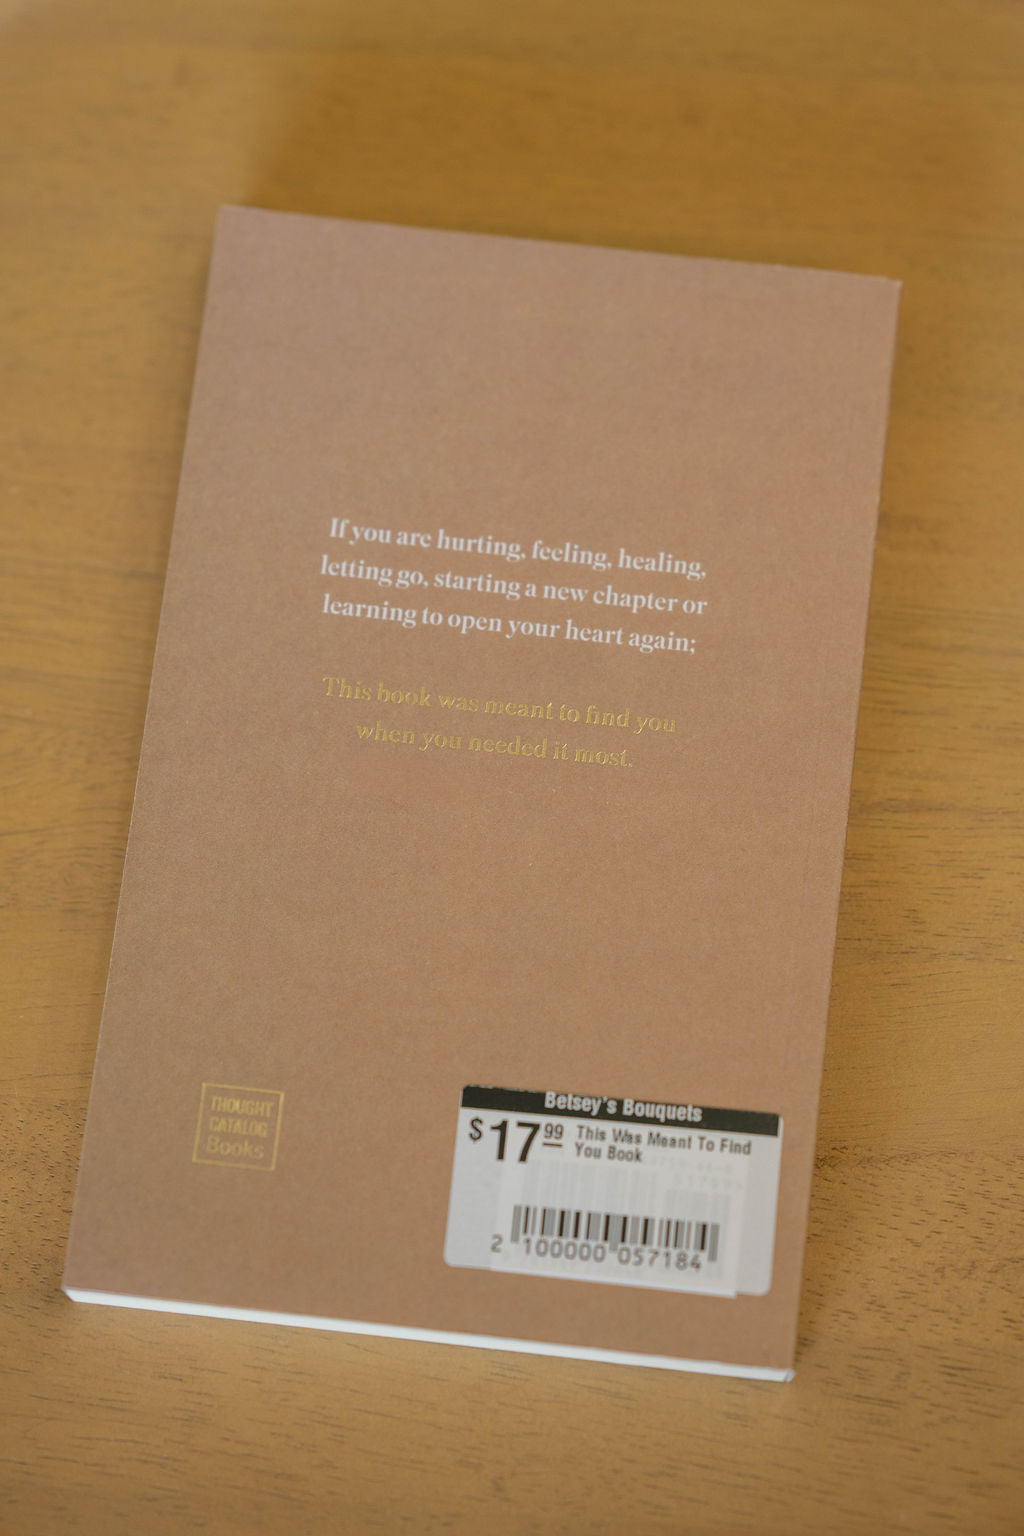 If you are hurting, feeling, healing,
letting go, starting a new chapter or
learning to open your heart again;
This book was meant to find you
when you needed it most.
THOUGHT
CATALOG
Books
Betsey's Bouquets
$17.99 This Was Meant To Find
You Book
2 100000 057184